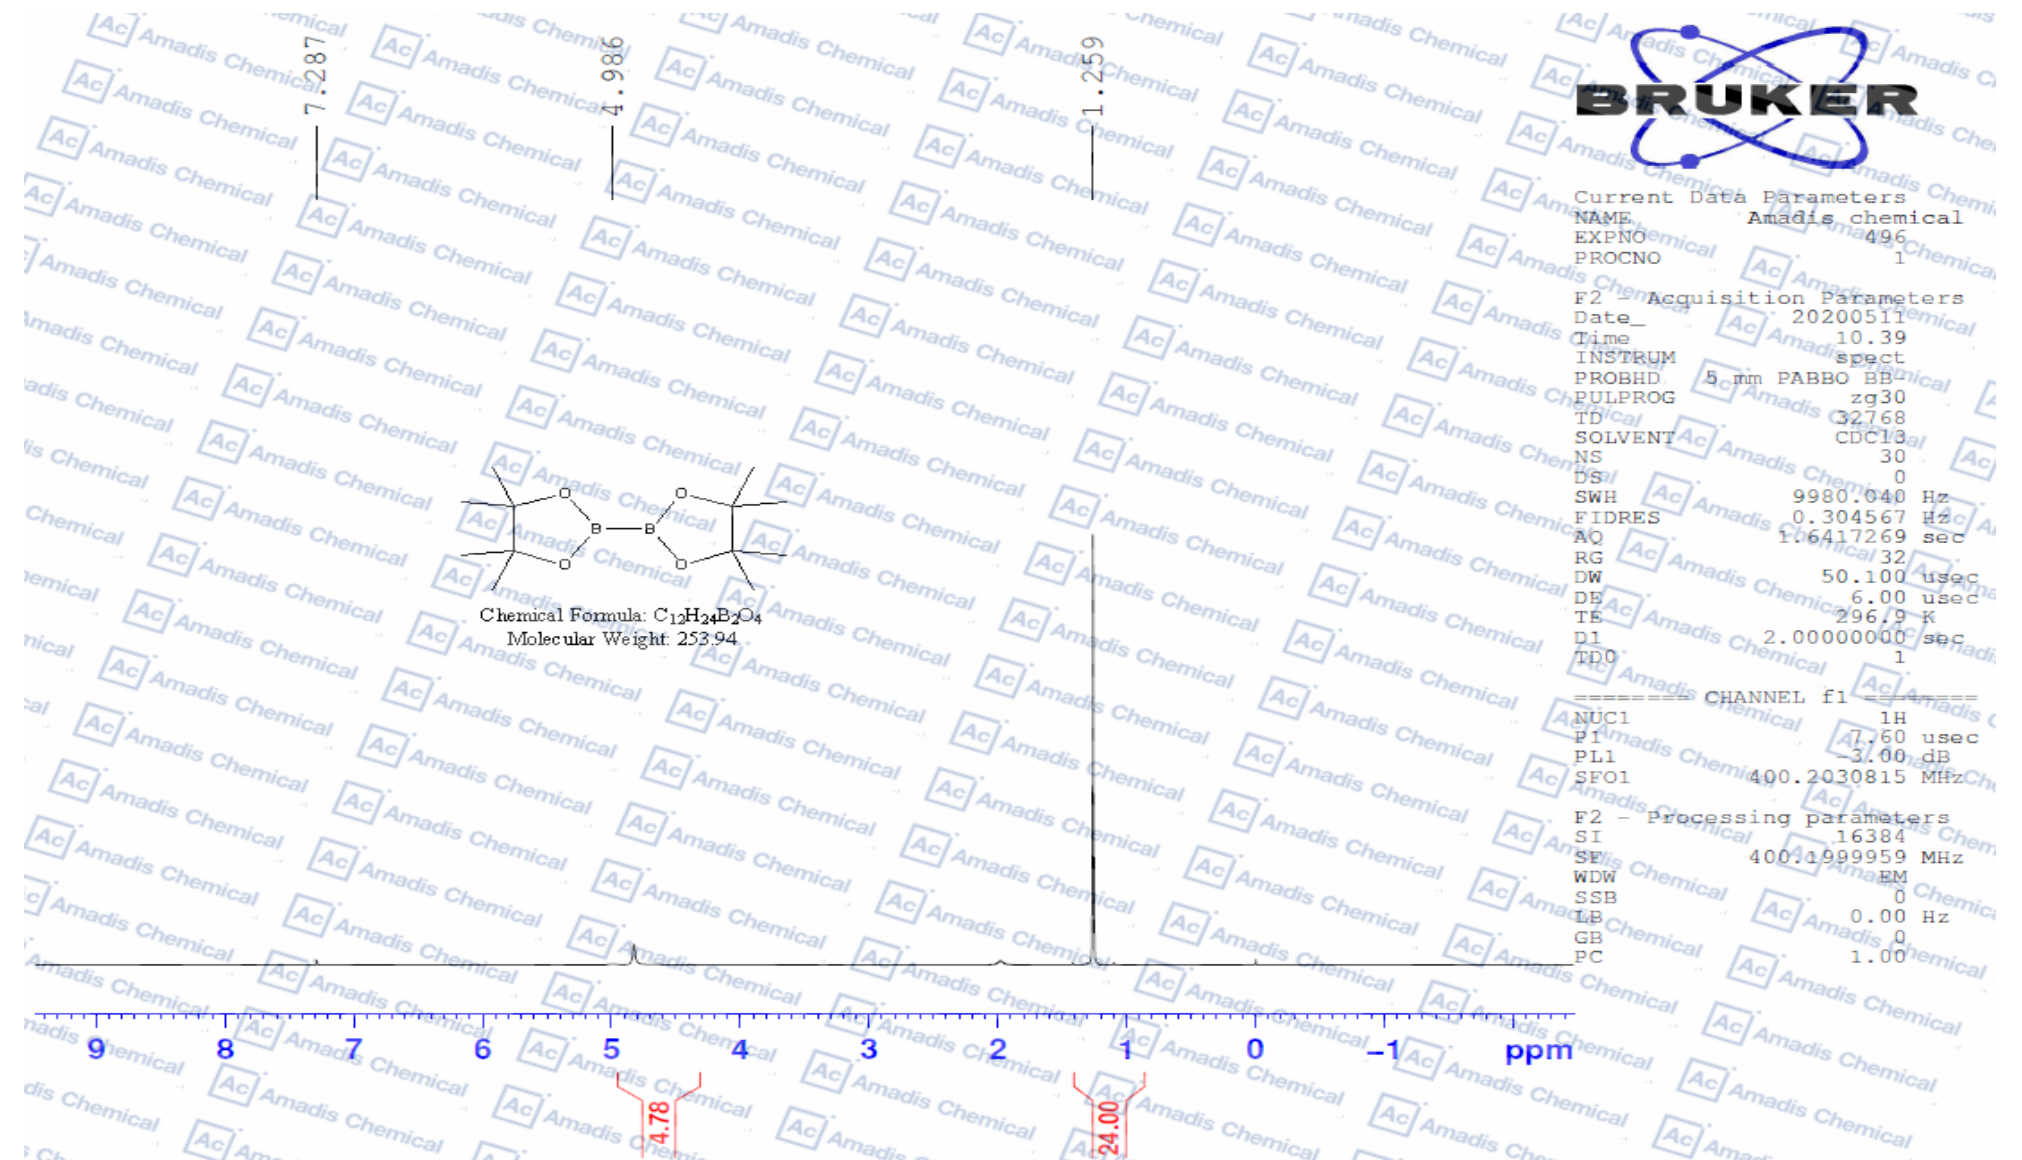 7.287
4.986
1.259
BRUKER
Current Data Parameters
NAME Amadis chemical
EXPNO 496
PROCNO 1
F2 - Acquisition Parameters
Date_ 20200511
Time 10.39
INSTRUM spect
PROBHD 5 mm PABBO BB-
PULPROG zg30
TD 32768
SOLVENT CDCl3
NS 30
DS 0
SWH 9980.040 Hz
FIDRES 0.304567 Hz
AQ 1.6417269 sec
RG 32
DW 50.100 usec
DE 6.00 usec
TE 296.9 K
D1 2.00000000 sec
TD0 1
======== CHANNEL f1 ========
NUC1 1H
P1 7.60 usec
PL1 -3.00 dB
SFO1 400.2030815 MHz
F2 - Processing parameters
SI 16384
SF 400.1999959 MHz
WDW EM
SSB 0
LB 0.00 Hz
GB 0
PC 1.00
O O
B B
O O
Chemical Formula: C₁₂H₂₄B₂O₄
Molecular Weight: 253.94
9 8 7 6 5 4 3 2 1 0 -1 ppm
4.78
24.00
Ac Amadis Chemical